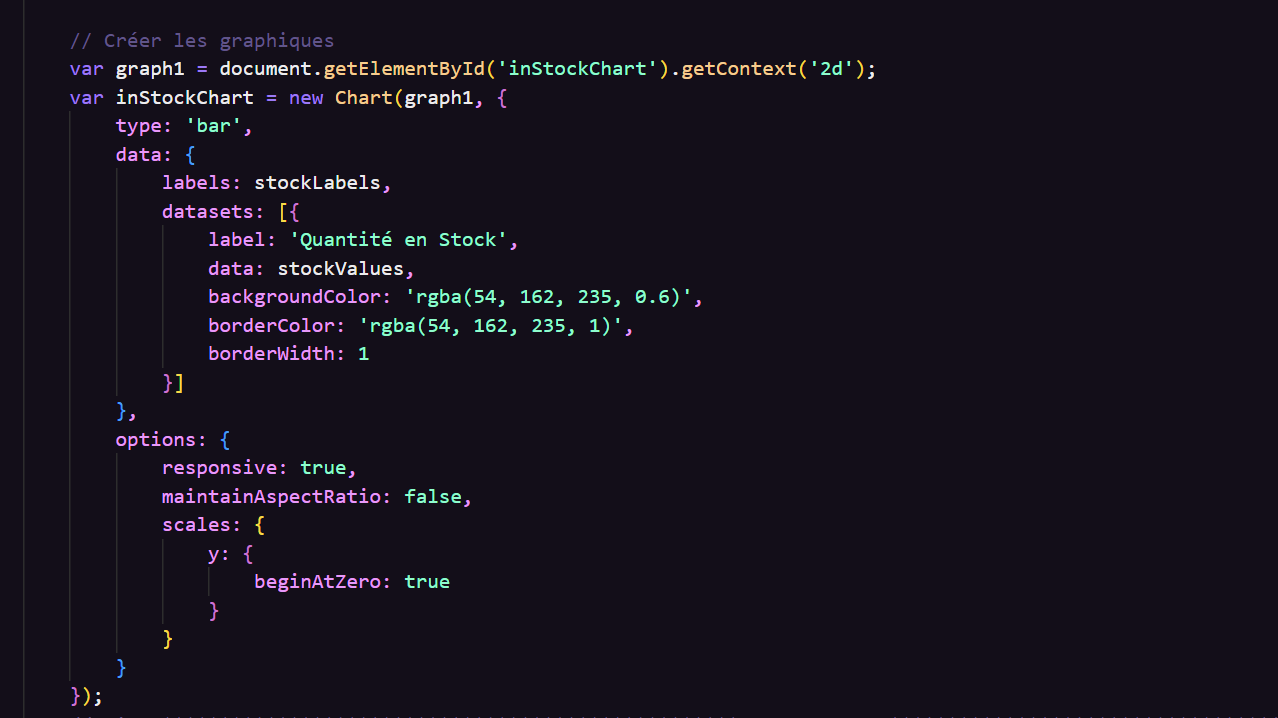 // Créer les graphiques
var graph1 = document.getElementById('inStockChart').getContext('2d');
var inStockChart = new Chart(graph1, {
    type: 'bar',
    data: {
        labels: stockLabels,
        datasets: [{
            label: 'Quantité en Stock',
            data: stockValues,
            backgroundColor: 'rgba(54, 162, 235, 0.6)',
            borderColor: 'rgba(54, 162, 235, 1)',
            borderWidth: 1
        }]
    },
    options: {
        responsive: true,
        maintainAspectRatio: false,
        scales: {
            y: {
                beginAtZero: true
            }
        }
    }
});